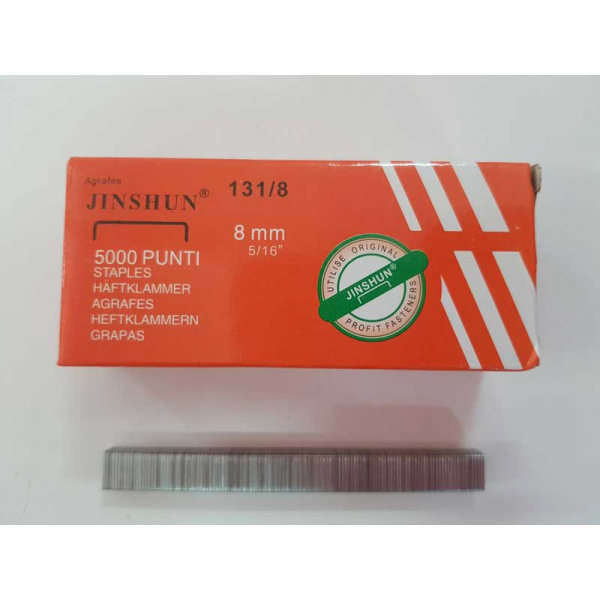 Agrafes
JINSHUN®
131/8
8 mm
5/16"
5000 PUNTI
STAPLES
HÄFTKLAMMER
AGRAFES
HEFTKLAMMERN
GRAPAS
UTILISE ORIGINAL
JINSHUN®
PROFIT FASTENERS